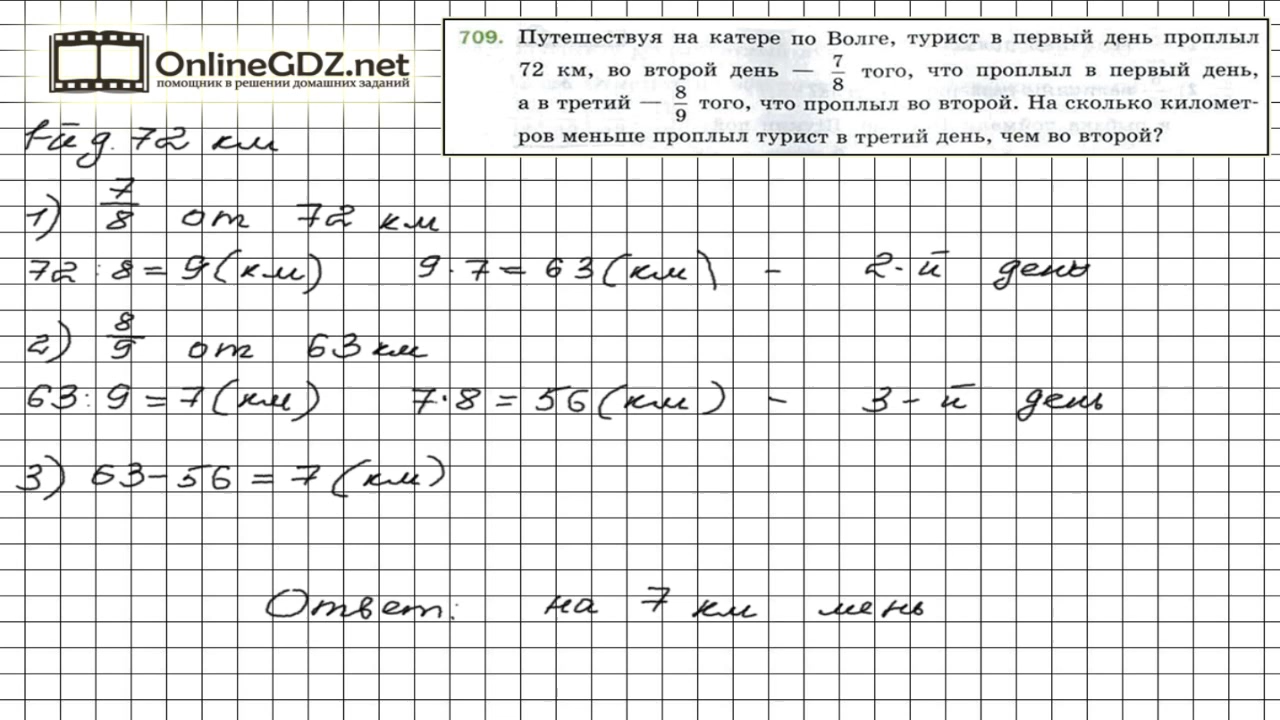 OnlineGDZ.net
помощник в решении домашних заданий
709. Путешествуя на катере по Волге, турист в первый день проплыл
72 км, во второй день — 7/8 того, что проплыл в первый день,
а в третий — 8/9 того, что проплыл во второй. На сколько километ-
ров меньше проплыл турист в третий день, чем во второй?
1-й д. 72 км
1) 7/8 от 72 км
72 : 8 = 9 (км) 9 · 7 = 63 (км) - 2-й день
2) 8/9 от 63 км
63 : 9 = 7 (км) 7 · 8 = 56 (км) - 3-й день
3) 63 - 56 = 7 (км)
Ответ: на 7 км мень